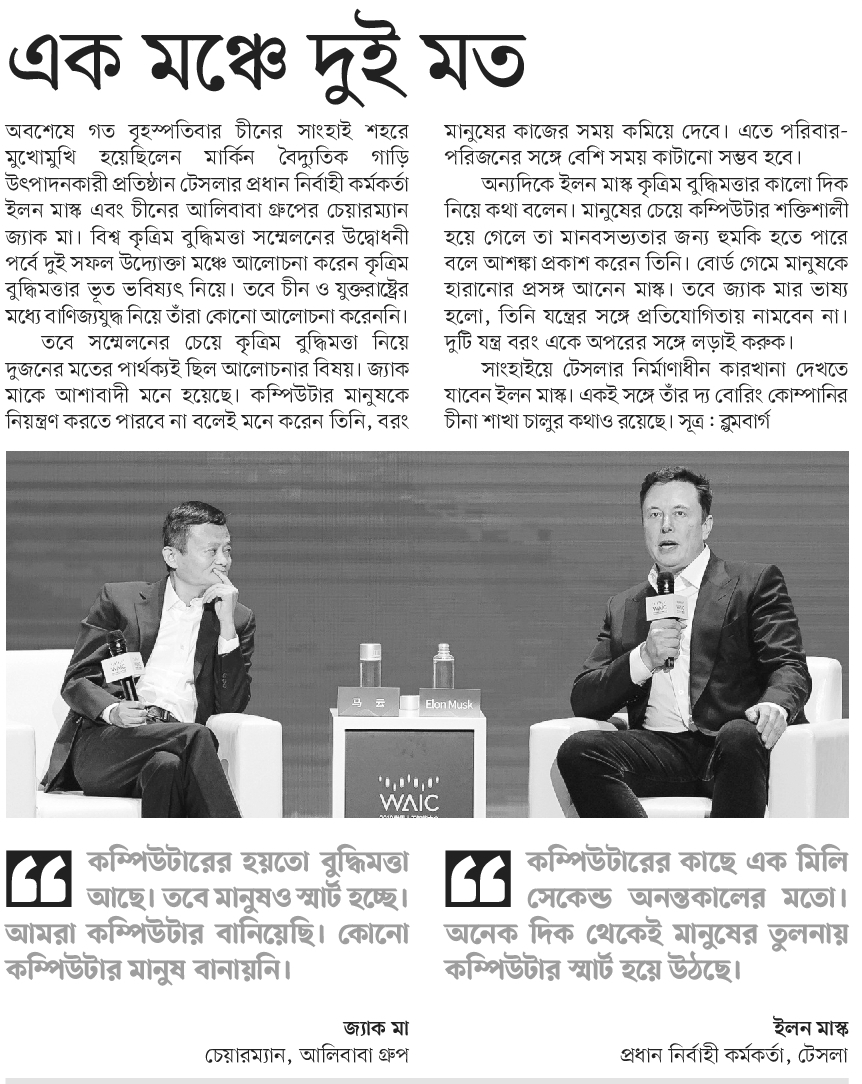 এক মঞ্চে দুই মত
অবশেষে গত বৃহস্পতিবার চীনের সাংহাই শহরে
মুখোমুখি হয়েছিলেন মার্কিন বৈদ্যুতিক গাড়ি
উৎপাদনকারী প্রতিষ্ঠান টেসলার প্রধান নির্বাহী কর্মকর্তা
ইলন মাস্ক এবং চীনের আলিবাবা গ্রুপের চেয়ারম্যান
জ্যাক মা। বিশ্ব কৃত্রিম বুদ্ধিমত্তা সম্মেলনের উদ্বোধনী
পর্বে দুই সফল উদ্যোক্তা মঞ্চে আলোচনা করেন কৃত্রিম
বুদ্ধিমত্তার ভূত ভবিষ্যৎ নিয়ে। তবে চীন ও যুক্তরাষ্ট্রের
মধ্যে বাণিজ্যযুদ্ধ নিয়ে তাঁরা কোনো আলোচনা করেননি।
তবে সম্মেলনের চেয়ে কৃত্রিম বুদ্ধিমত্তা নিয়ে
দুজনের মতের পার্থক্যই ছিল আলোচনার বিষয়। জ্যাক
মাকে আশাবাদী মনে হয়েছে। কম্পিউটার মানুষকে
নিয়ন্ত্রণ করতে পারবে না বলেই মনে করেন তিনি, বরং
মানুষের কাজের সময় কমিয়ে দেবে। এতে পরিবার-
পরিজনের সঙ্গে বেশি সময় কাটানো সম্ভব হবে।
অন্যদিকে ইলন মাস্ক কৃত্রিম বুদ্ধিমত্তার কালো দিক
নিয়ে কথা বলেন। মানুষের চেয়ে কম্পিউটার শক্তিশালী
হয়ে গেলে তা মানবসভ্যতার জন্য হুমকি হতে পারে
বলে আশঙ্কা প্রকাশ করেন তিনি। বোর্ড গেমে মানুষকে
হারানোর প্রসঙ্গ আনেন মাস্ক। তবে জ্যাক মার ভাষ্য
হলো, তিনি যন্ত্রের সঙ্গে প্রতিযোগিতায় নামবেন না।
দুটি যন্ত্র বরং একে অপরের সঙ্গে লড়াই করুক।
সাংহাইয়ে টেসলার নির্মাণাধীন কারখানা দেখতে
যাবেন ইলন মাস্ক। একই সঙ্গে তাঁর দ্য বোরিং কোম্পানির
চীনা শাখা চালুর কথাও রয়েছে। সূত্র : ব্লুমবার্গ
WAIC
WAIC
马 云
Elon Musk
WAIC
“কম্পিউটারের হয়তো বুদ্ধিমত্তা
আছে। তবে মানুষও স্মার্ট হচ্ছে।
আমরা কম্পিউটার বানিয়েছি। কোনো
কম্পিউটার মানুষ বানায়নি।
জ্যাক মা
চেয়ারম্যান, আলিবাবা গ্রুপ
“কম্পিউটারের কাছে এক মিলি
সেকেন্ড অনন্তকালের মতো।
অনেক দিক থেকেই মানুষের তুলনায়
কম্পিউটার স্মার্ট হয়ে উঠছে।
ইলন মাস্ক
প্রধান নির্বাহী কর্মকর্তা, টেসলা